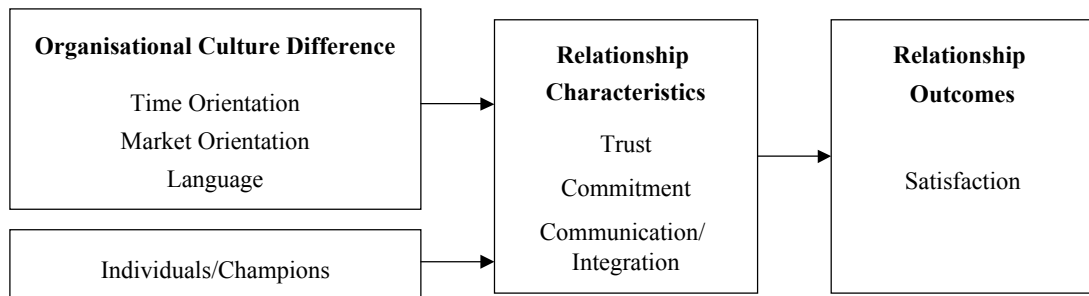 Organisational Culture Difference
Time Orientation
Market Orientation
Language
Individuals/Champions
Relationship
Characteristics
Trust
Commitment
Communication/
Integration
Relationship
Outcomes
Satisfaction